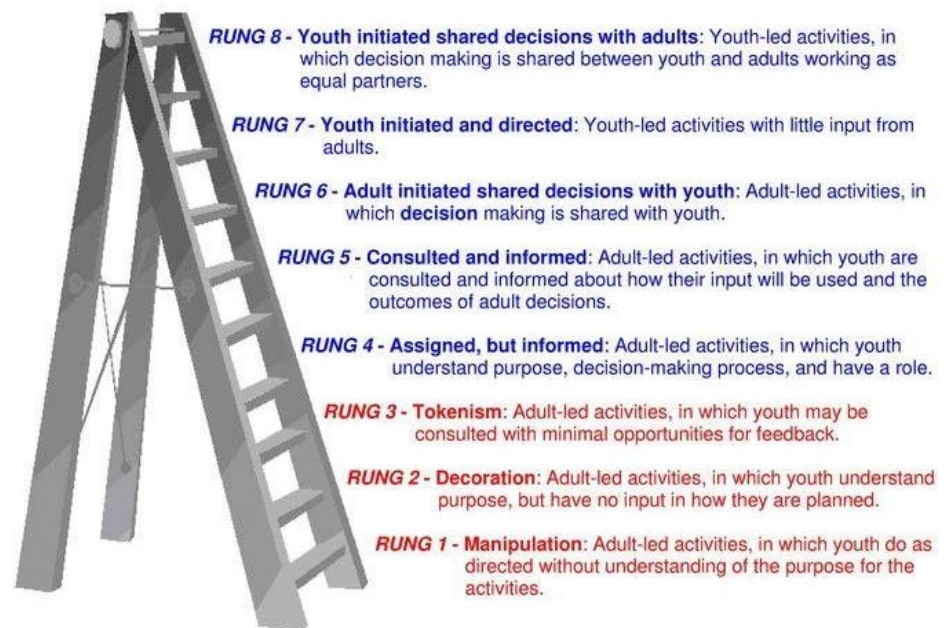 RUNG 8 - Youth initiated shared decisions with adults: Youth-led activities, in
which decision making is shared between youth and adults working as
equal partners.
RUNG 7 - Youth initiated and directed: Youth-led activities with little input from
adults.
RUNG 6 - Adult initiated shared decisions with youth: Adult-led activities, in
which decision making is shared with youth.
RUNG 5 - Consulted and informed: Adult-led activities, in which youth are
consulted and informed about how their input will be used and the
outcomes of adult decisions.
RUNG 4 - Assigned, but informed: Adult-led activities, in which youth
understand purpose, decision-making process, and have a role.
RUNG 3 - Tokenism: Adult-led activities, in which youth may be
consulted with minimal opportunities for feedback.
RUNG 2 - Decoration: Adult-led activities, in which youth understand
purpose, but have no input in how they are planned.
RUNG 1 - Manipulation: Adult-led activities, in which youth do as
directed without understanding of the purpose for the
activities.